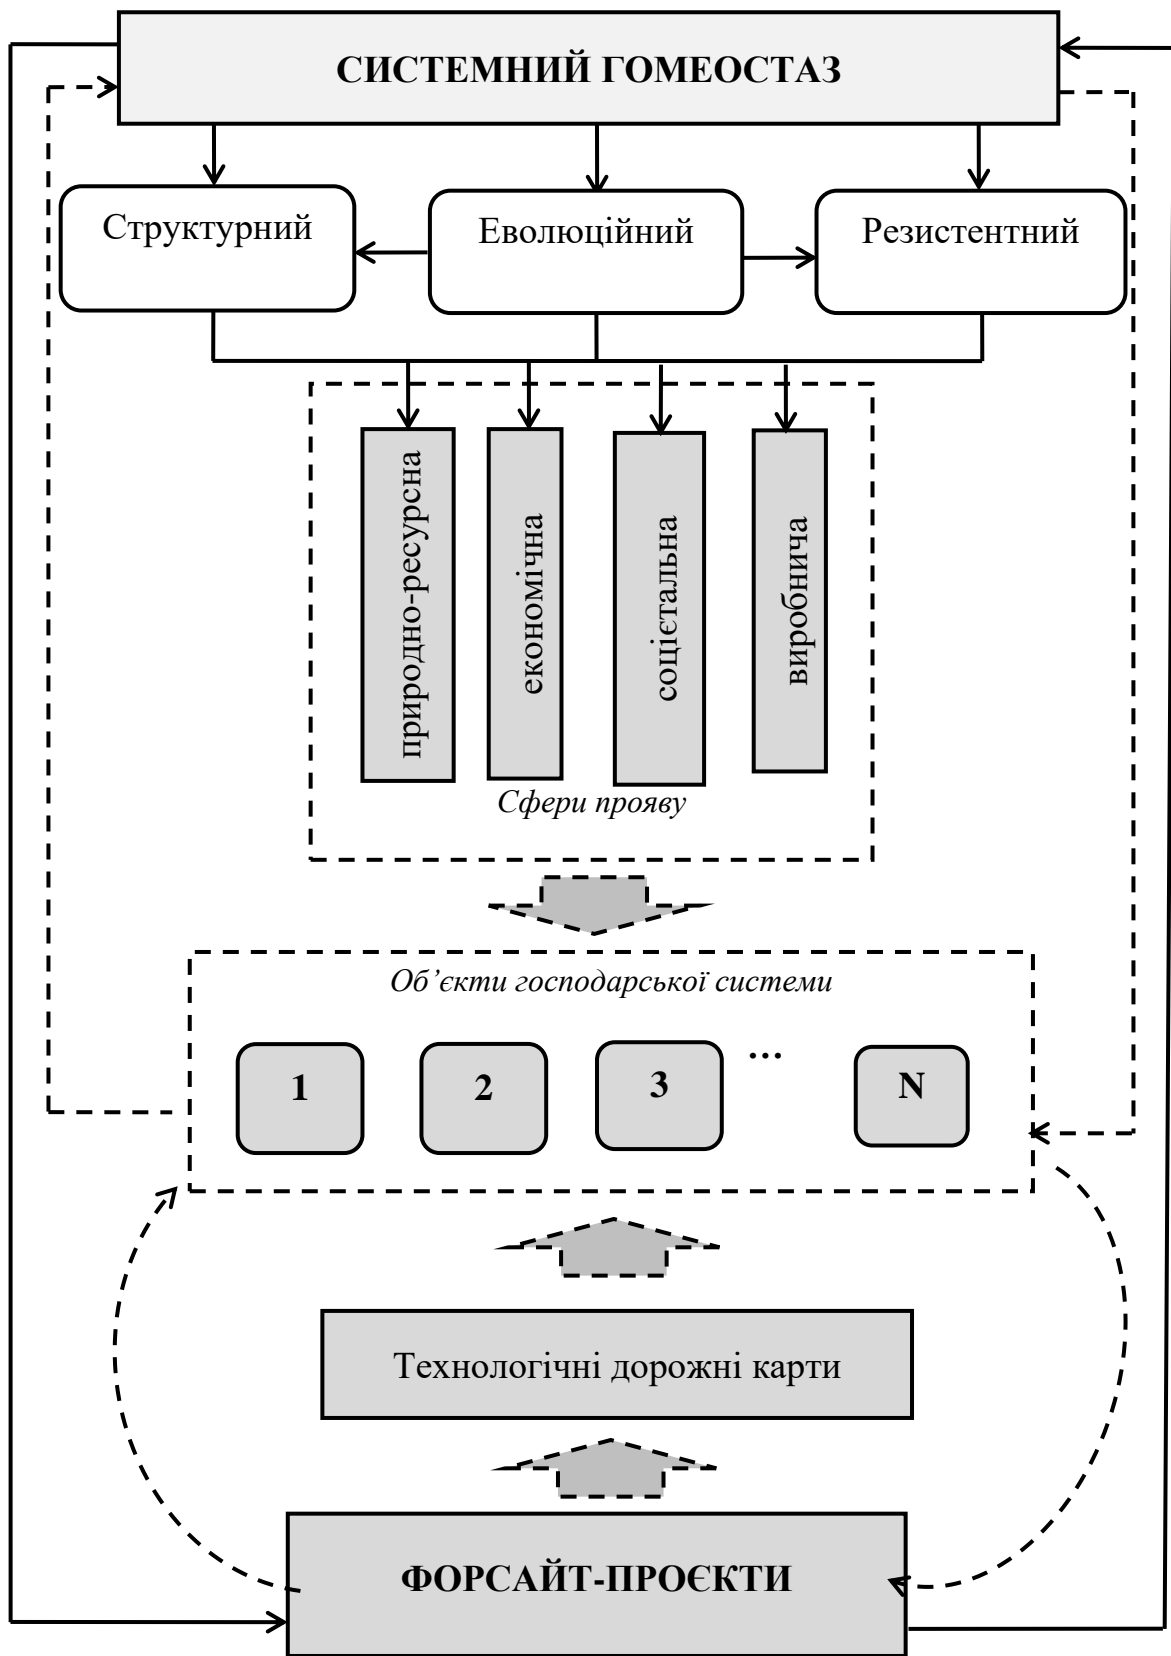 СИСТЕМНИЙ ГОМЕОСТАЗ
Структурний
Еволюційний
Резистентний
природно-ресурсна
економічна
соцієтальна
виробнича
Сфери прояву
Об’єкти господарської системи
1
2
3
...
N
Технологічні дорожні карти
ФОРСАЙТ-ПРОЄКТИ